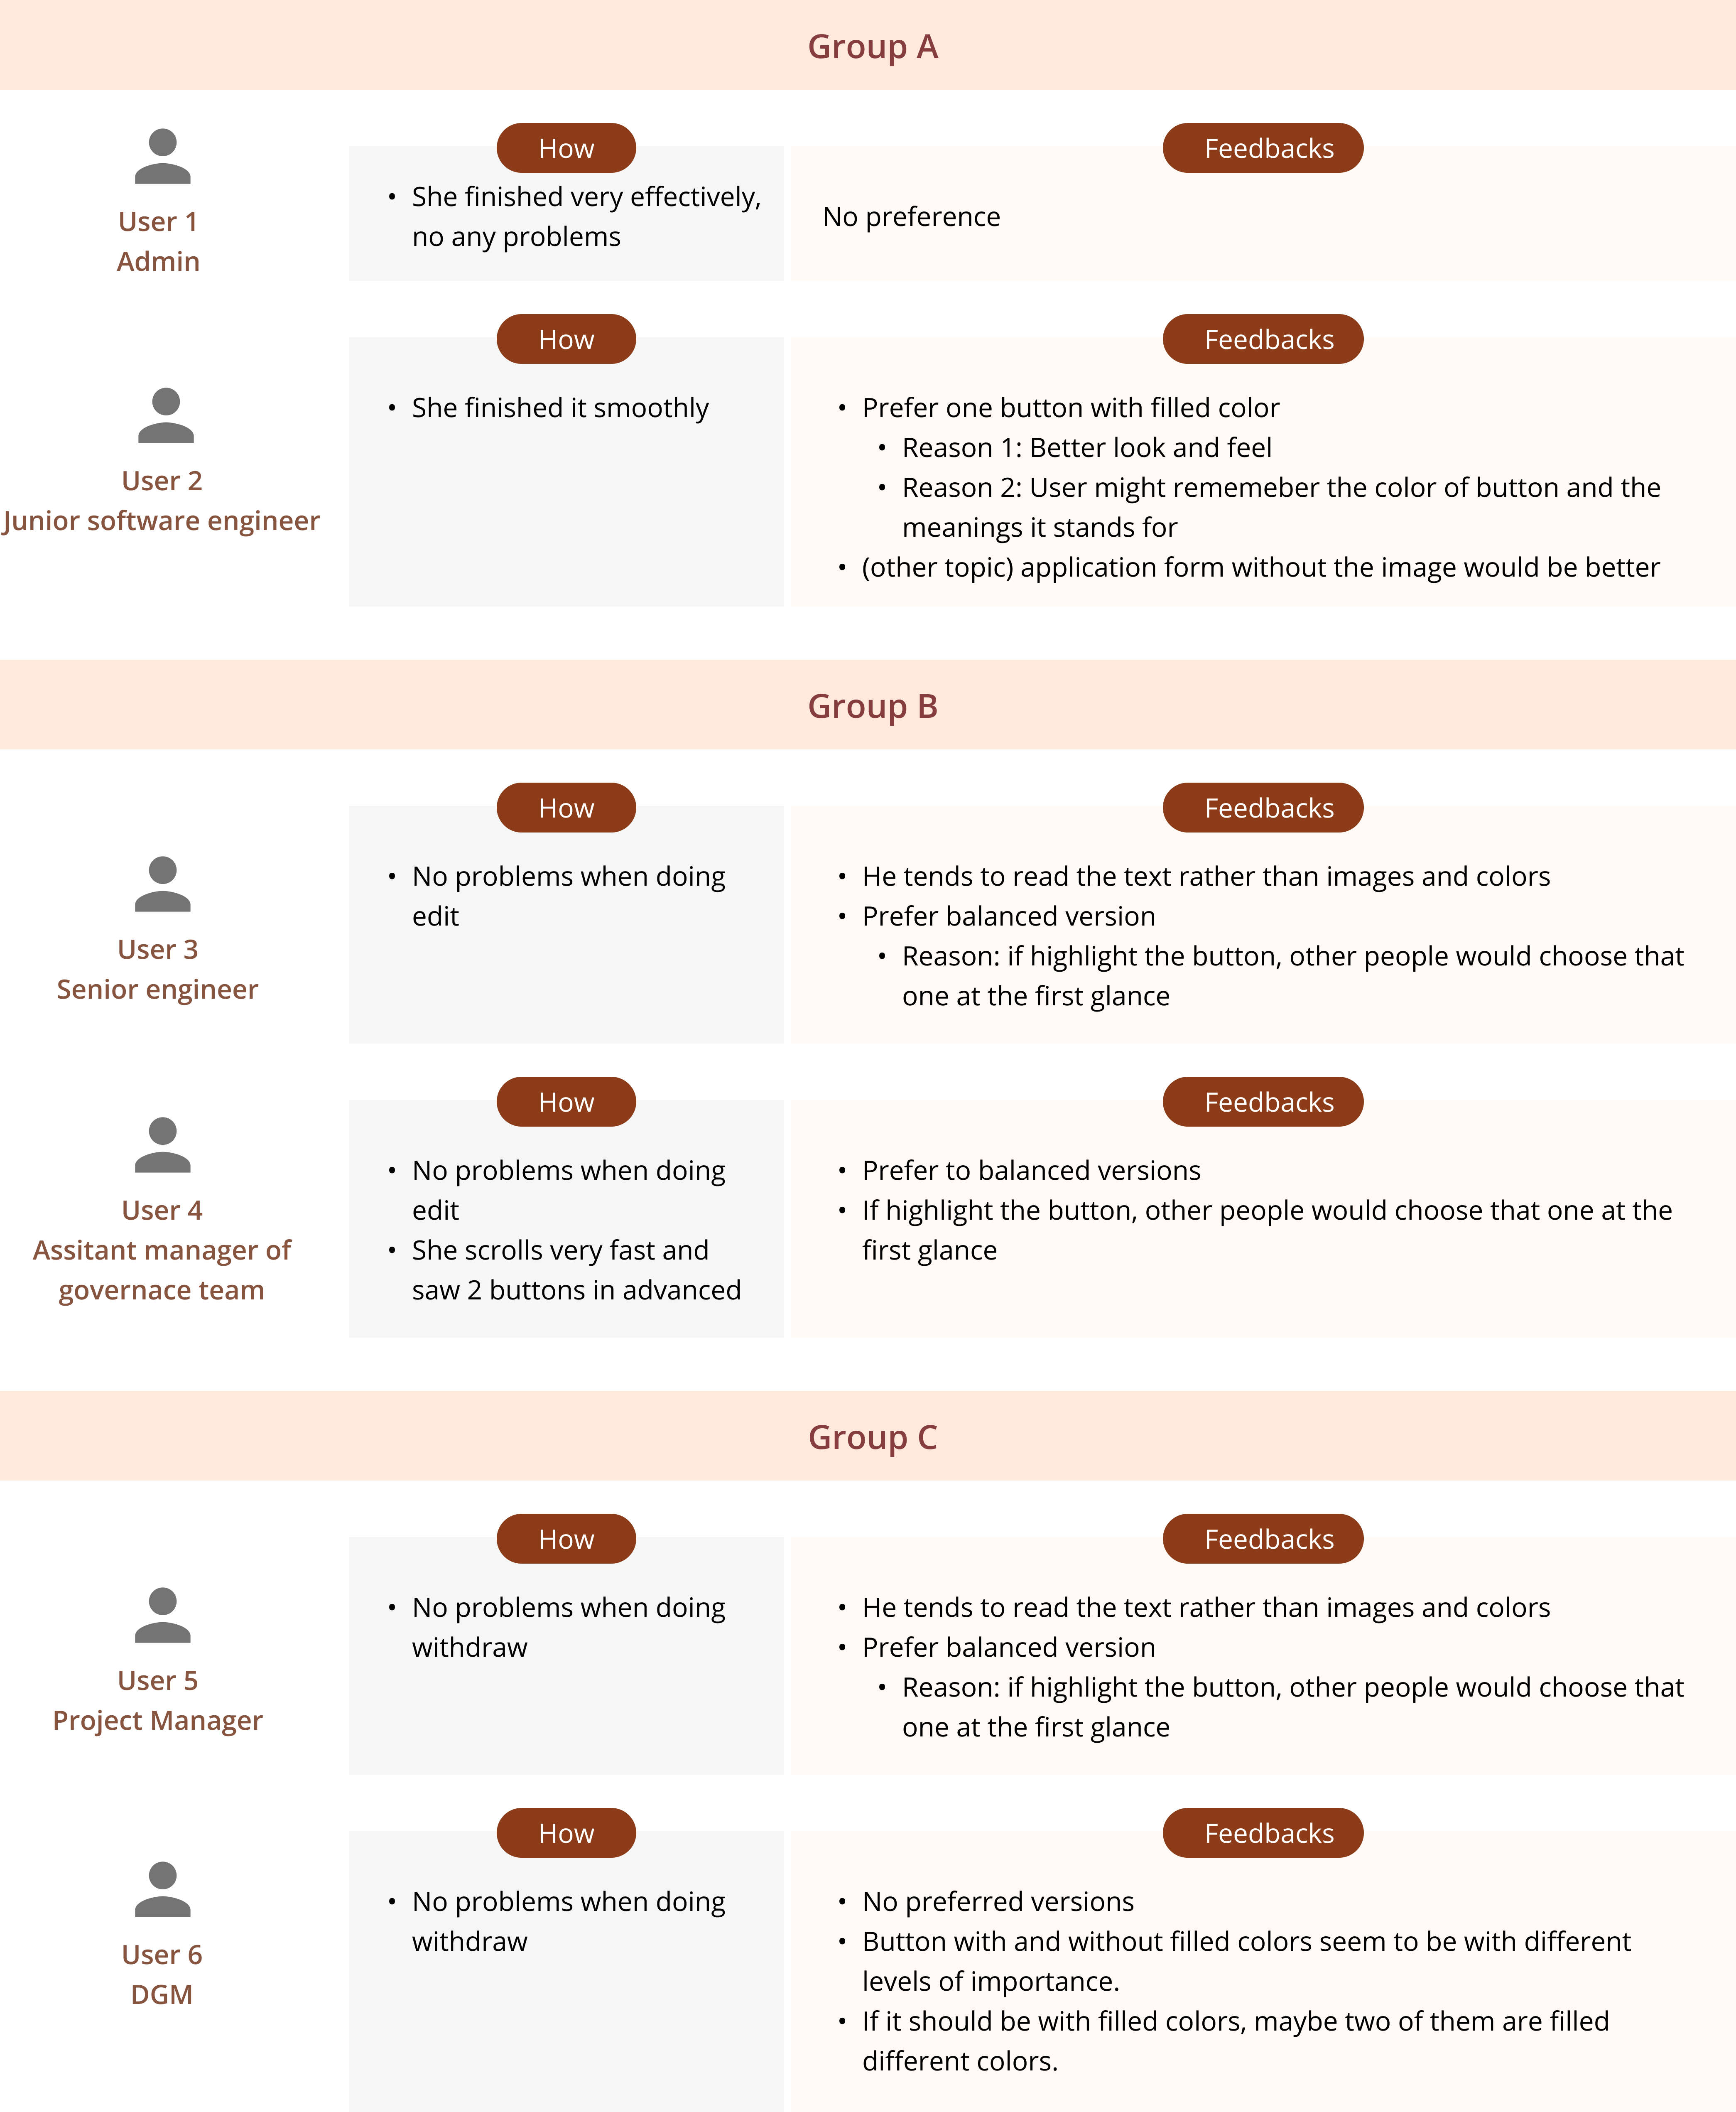 Group A
User 1
Admin
How
• She finished very effectively,
no any problems
Feedbacks
No preference
User 2
Junior software engineer
How
• She finished it smoothly
Feedbacks
• Prefer one button with filled color
• Reason 1: Better look and feel
• Reason 2: User might rememeber the color of button and the
meanings it stands for
• (other topic) application form without the image would be better
Group B
User 3
Senior engineer
How
• No problems when doing
edit
Feedbacks
• He tends to read the text rather than images and colors
• Prefer balanced version
• Reason: if highlight the button, other people would choose that
one at the first glance
User 4
Assitant manager of
governace team
How
• No problems when doing
edit
• She scrolls very fast and
saw 2 buttons in advanced
Feedbacks
• Prefer to balanced versions
• If highlight the button, other people would choose that one at the
first glance
Group C
User 5
Project Manager
How
• No problems when doing
withdraw
Feedbacks
• He tends to read the text rather than images and colors
• Prefer balanced version
• Reason: if highlight the button, other people would choose that
one at the first glance
User 6
DGM
How
• No problems when doing
withdraw
Feedbacks
• No preferred versions
• Button with and without filled colors seem to be with different
levels of importance.
• If it should be with filled colors, maybe two of them are filled
different colors.